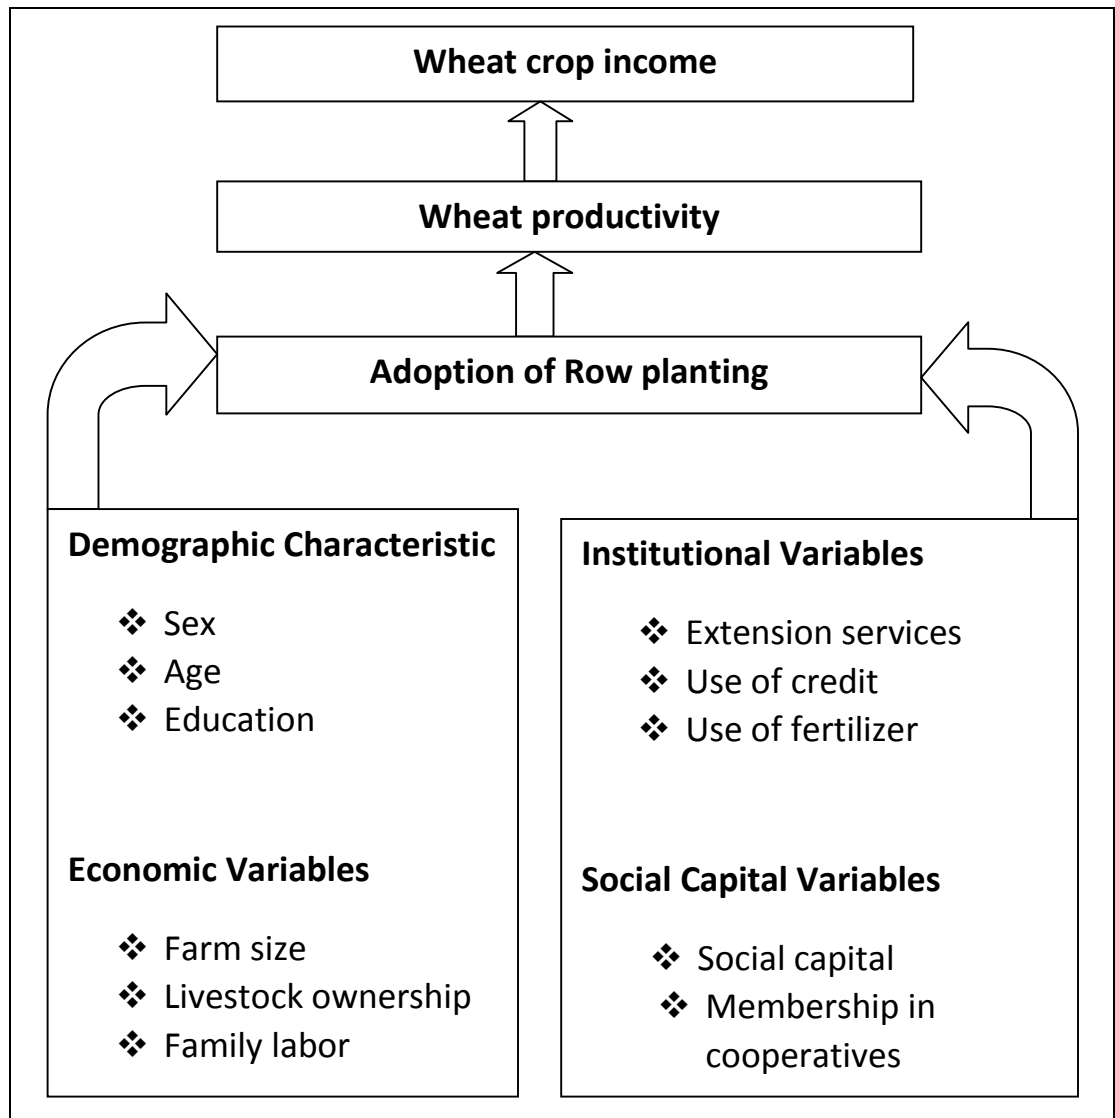 Wheat crop income
Wheat productivity
Adoption of Row planting
Demographic Characteristic
❖ Sex
❖ Age
❖ Education
Economic Variables
❖ Farm size
❖ Livestock ownership
❖ Family labor
Institutional Variables
❖ Extension services
❖ Use of credit
❖ Use of fertilizer
Social Capital Variables
❖ Social capital
❖ Membership in
cooperatives